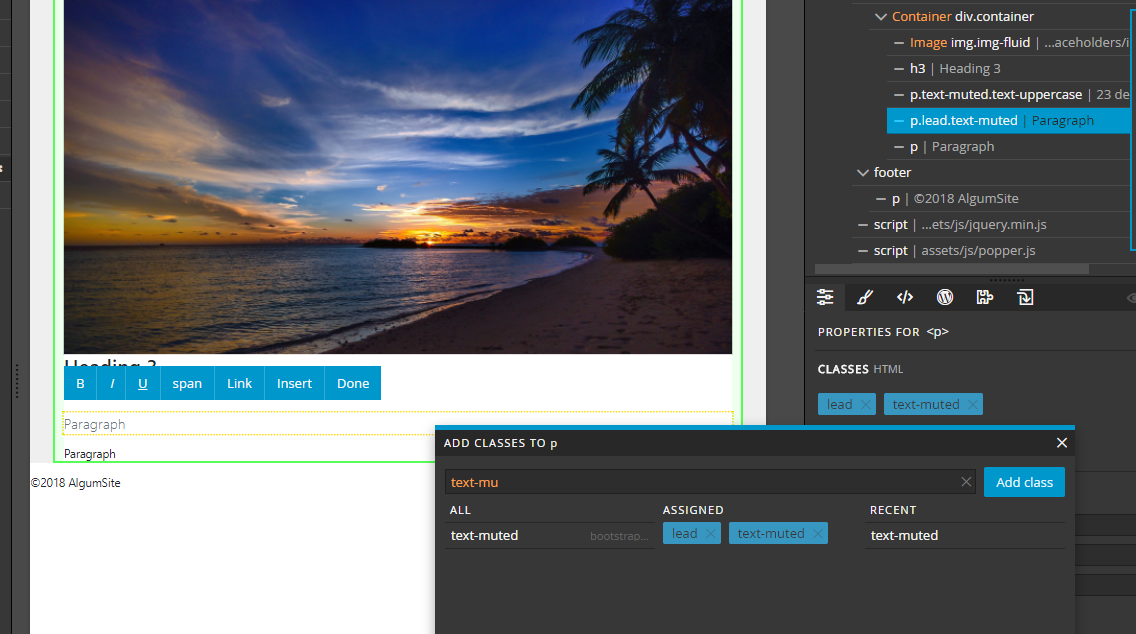 Container div.container
Image img.img-fluid | ...aceholders/i
h3 | Heading 3
p.text-muted.text-uppercase | 23 de
p.lead.text-muted | Paragraph
p | Paragraph
footer
p | ©2018 AlgumSite
script | ...ets/js/jquery.min.js
script | assets/js/popper.js
PROPERTIES FOR <p>
CLASSES HTML
lead × text-muted ×
Heading 3
B I U span Link Insert Done
Paragraph
Paragraph
©2018 AlgumSite
ADD CLASSES TO p
text-mu
Add class
ALL
text-muted bootstrap...
ASSIGNED
lead × text-muted ×
RECENT
text-muted